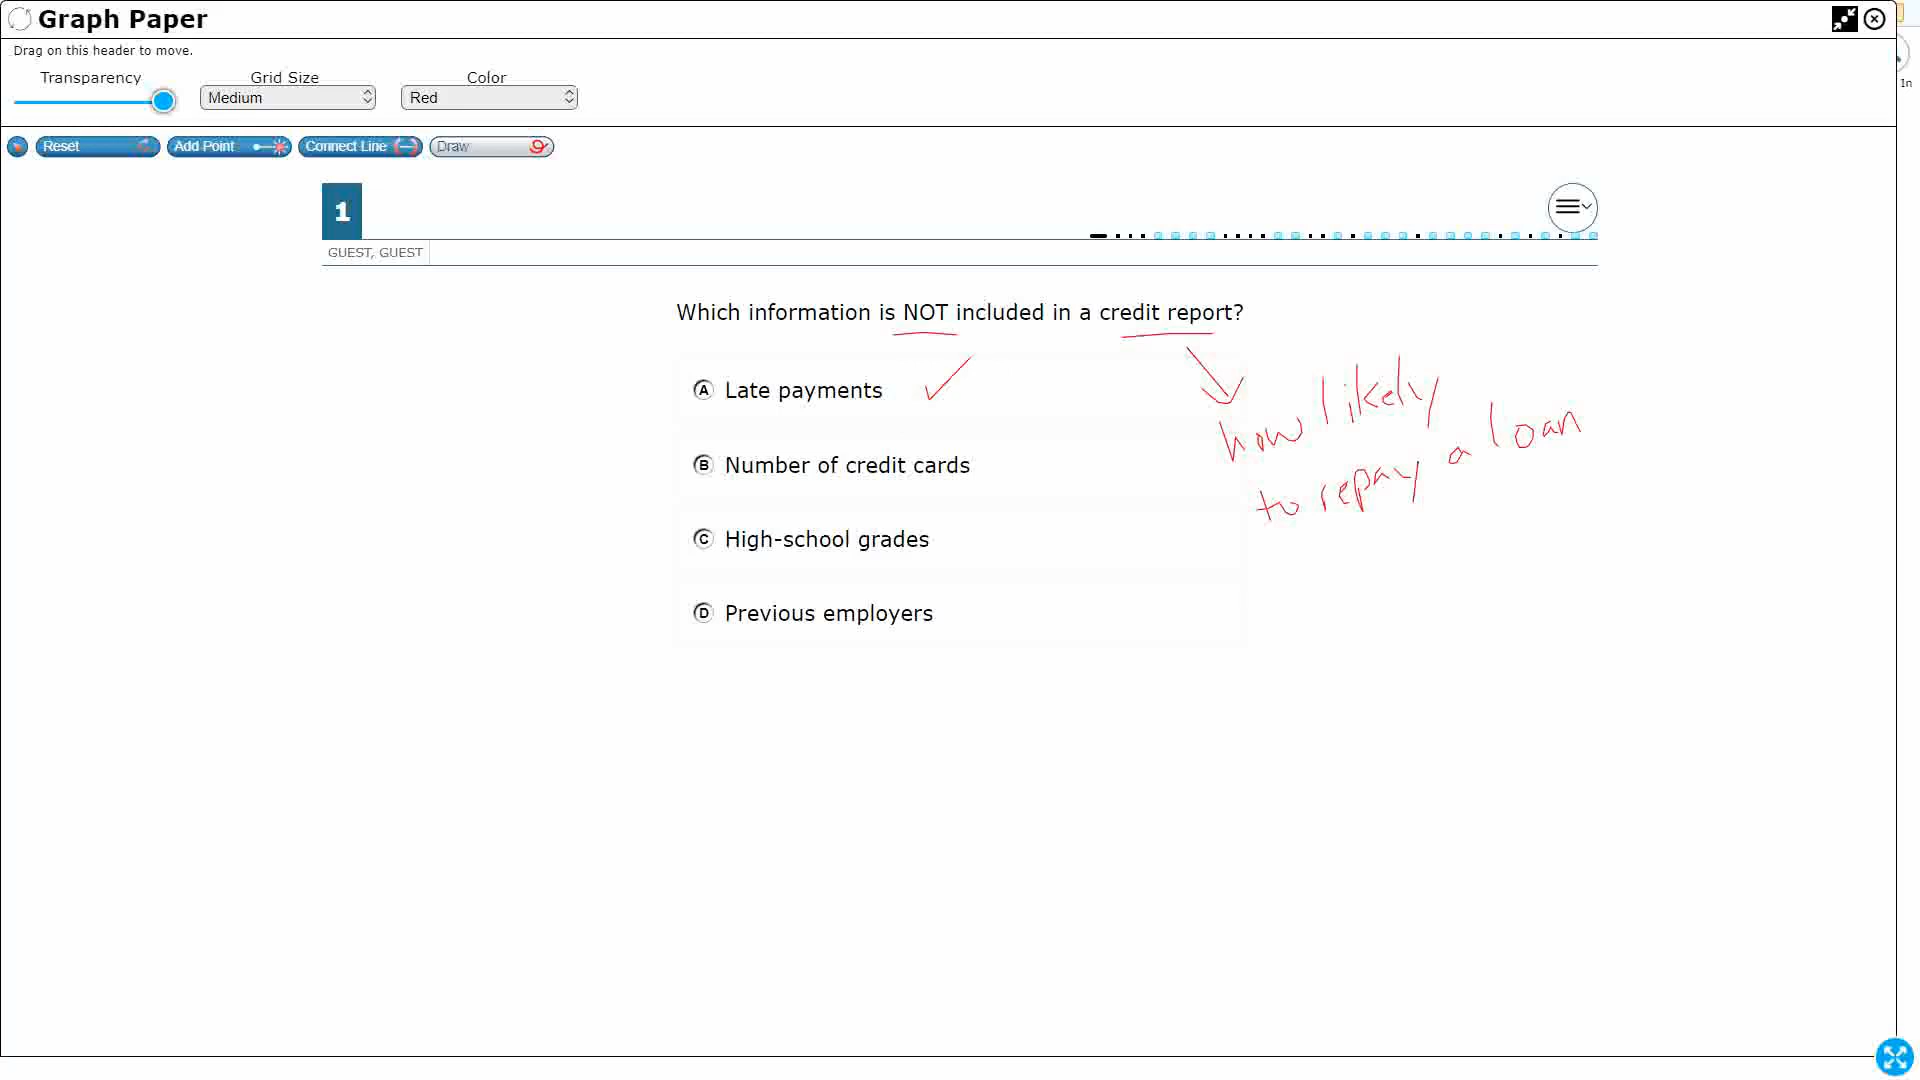 Graph Paper
Drag on this header to move.
Transparency Grid Size Color
Medium Red
Reset Add Point Connect Line Draw
In
1
GUEST, GUEST
Which information is NOT included in a credit report?
A Late payments
B Number of credit cards
C High-school grades
D Previous employers
how likely
to repay a loan